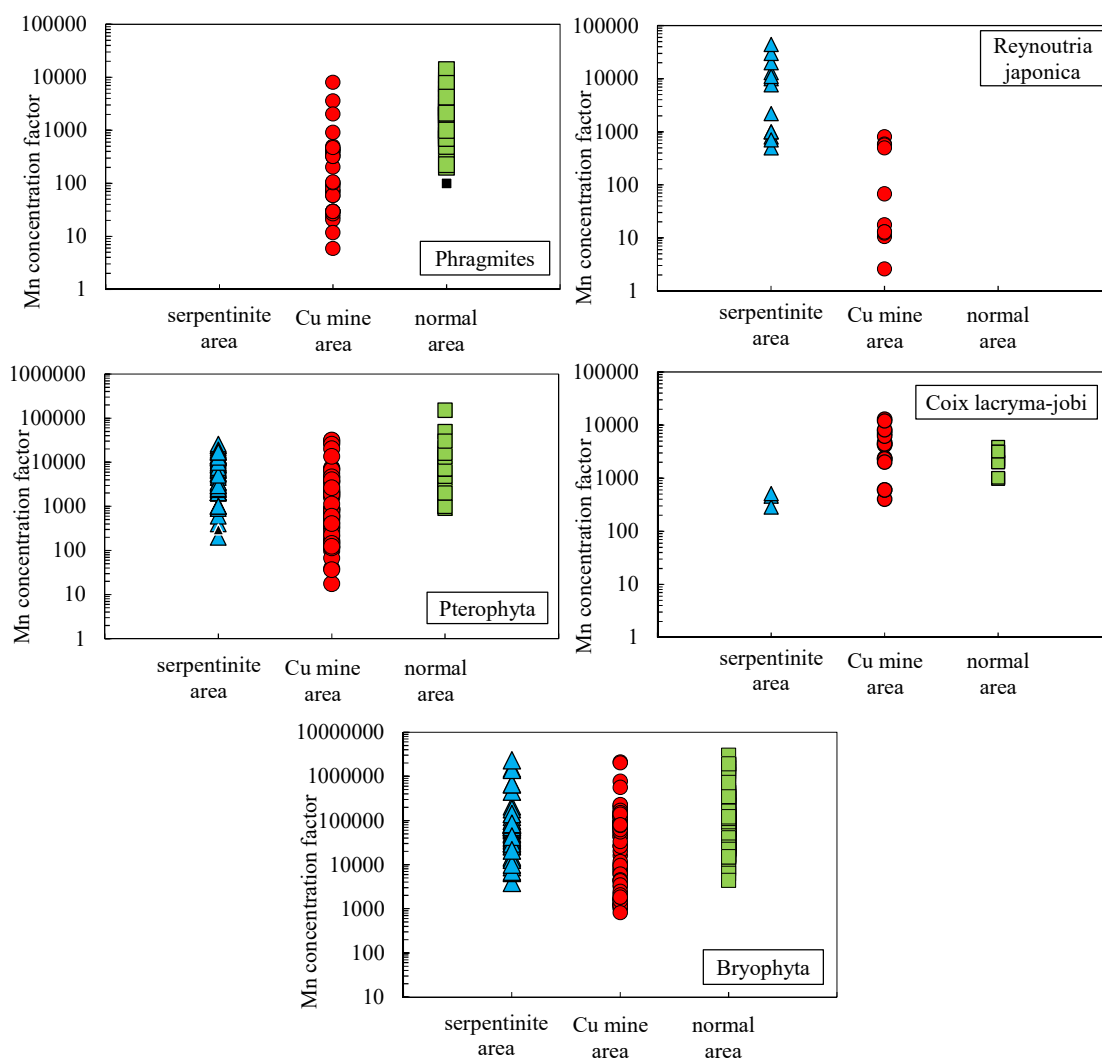 100000
10000
1000
100
10
1
Mn concentration factor
Phragmites
serpentinite
area
Cu mine
area
normal
area
100000
10000
1000
100
10
1
Mn concentration factor
Reynoutria
japonica
serpentinite
area
Cu mine
area
normal
area
1000000
100000
10000
1000
100
10
1
Mn concentration factor
Pterophyta
serpentinite
area
Cu mine
area
normal
area
100000
10000
1000
100
10
1
Mn concentration factor
Coix lacryma-jobi
serpentinite
area
Cu mine
area
normal
area
10000000
1000000
100000
10000
1000
100
10
Mn concentration factor
Bryophyta
serpentinite
area
Cu mine
area
normal
area